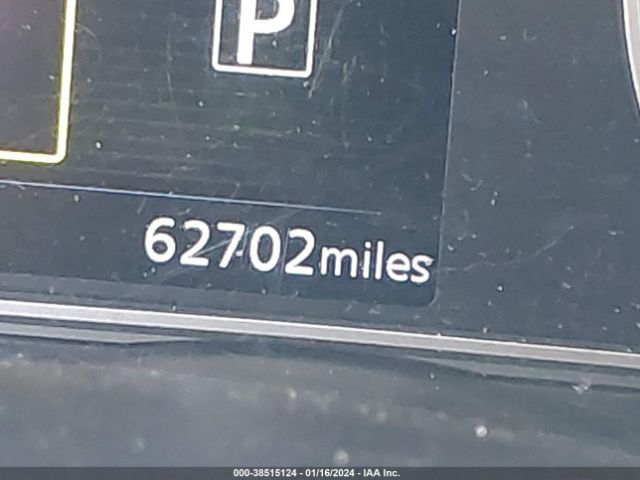 P
62702miles
000-38515124 - 01/16/2024 - IAA Inc.